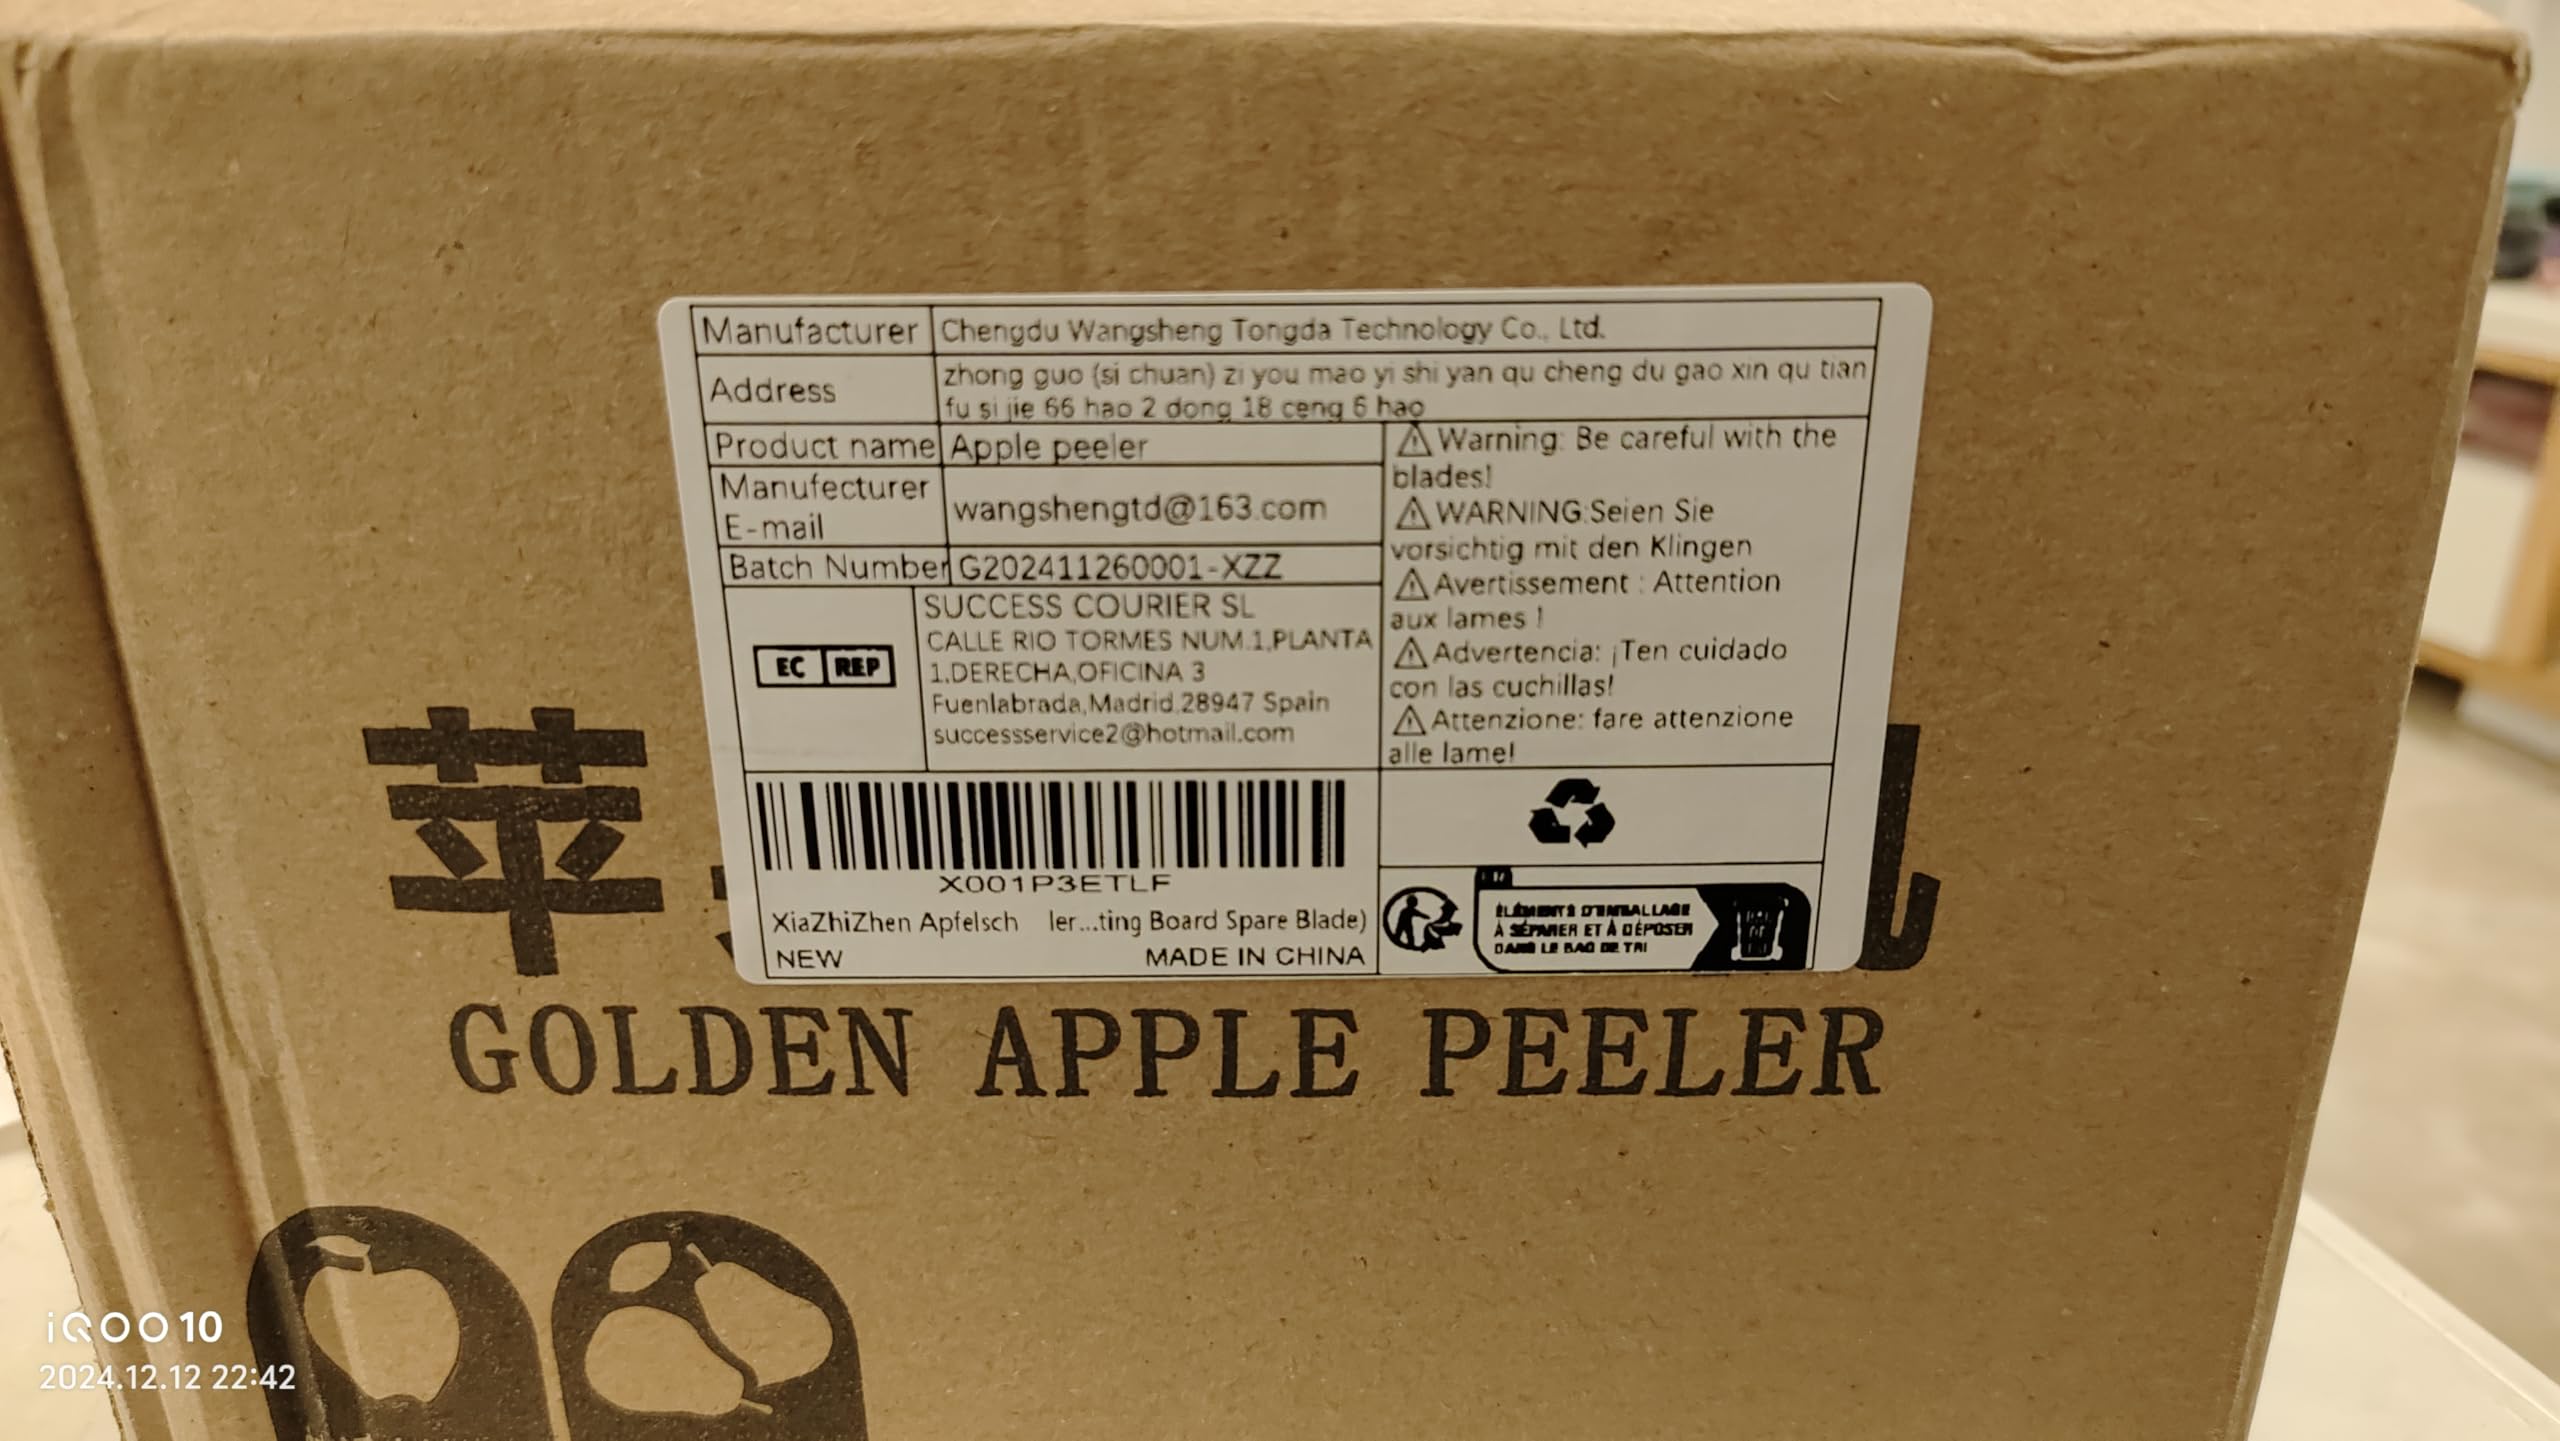 Manufacturer Chengdu Wangsheng Tongda Technology Co., Ltd.
Address zhong guo (si chuan) zi you mao yi shi yan qu cheng du gao xin qu tian
fu si jie 66 hao 2 dong 18 ceng 6 hao
Product name Apple peeler
Manufecturer
E-mail
wangshengtd@163.com
Batch Number G202411260001-XZZ
EC REP
SUCCESS COURIER SL
CALLE RIO TORMES NUM.1,PLANTA
1,DERECHA,OFICINA 3
Fuenlabrada,Madrid,28947 Spain
successservice2@hotmail.com
⚠Warning: Be careful with the
blades!
⚠WARNING:Seien Sie
vorsichtig mit den Klingen
⚠Avertissement : Attention
aux lames !
⚠Advertencia: ¡Ten cuidado
con las cuchillas!
⚠Attenzione: fare attenzione
alle lame!
X001P3ETLF
XiaZhiZhen Apfelsch ler...ting Board Spare Blade)
NEW MADE IN CHINA
ÉLÉMENTS D'EMBALLAGE
À SÉPARER ET À DÉPOSER
DANS LE BAC DE TRI
苹
GOLDEN APPLE PEELER
iQOO10
2024.12.12 22:42